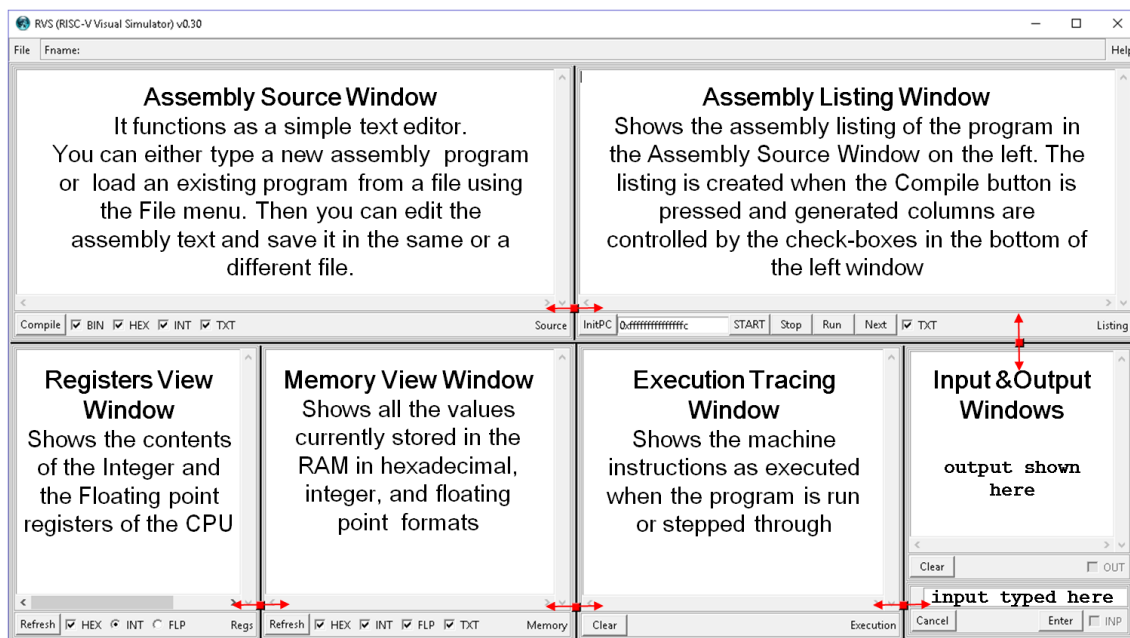 RVS (RISC-V Visual Simulator) v0.30
File Fname: Help
Assembly Source Window
It functions as a simple text editor.
You can either type a new assembly program
or load an existing program from a file using
the File menu. Then you can edit the
assembly text and save it in the same or a
different file.
Compile BIN HEX INT TXT Source
Assembly Listing Window
Shows the assembly listing of the program in
the Assembly Source Window on the left. The
listing is created when the Compile button is
pressed and generated columns are
controlled by the check-boxes in the bottom of
the left window
InitPC 0xfffffffffffffffc START Stop Run Next TXT Listing
Registers View
Window
Shows the contents
of the Integer and
the Floating point
registers of the CPU
Refresh HEX INT FLP Regs
Memory View Window
Shows all the values
currently stored in the
RAM in hexadecimal,
integer, and floating
point formats
Refresh HEX INT FLP TXT Memory
Execution Tracing
Window
Shows the machine
instructions as executed
when the program is run
or stepped through
Clear Execution
Input &Output
Windows
output shown
here
Clear OUT
input typed here
Cancel Enter INP